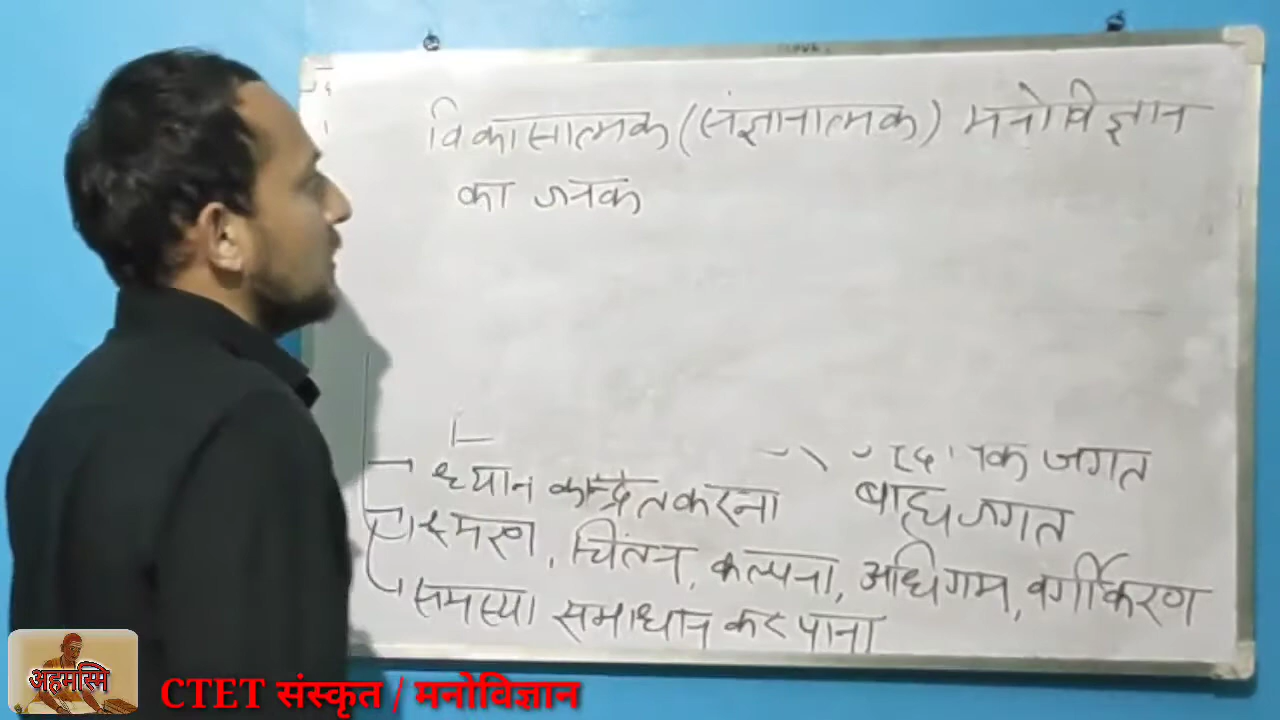 विकासात्मक (संज्ञानात्मक) मनोविज्ञान
का जनक
जगत
ध्यान केन्द्रित करना
बाह्य जगत
स्मरण, चिंतन, कल्पना, अधिगम, वर्गीकरण
समस्या समाधान कर पाना
अहमस्मि
CTET संस्कृत / मनोविज्ञान